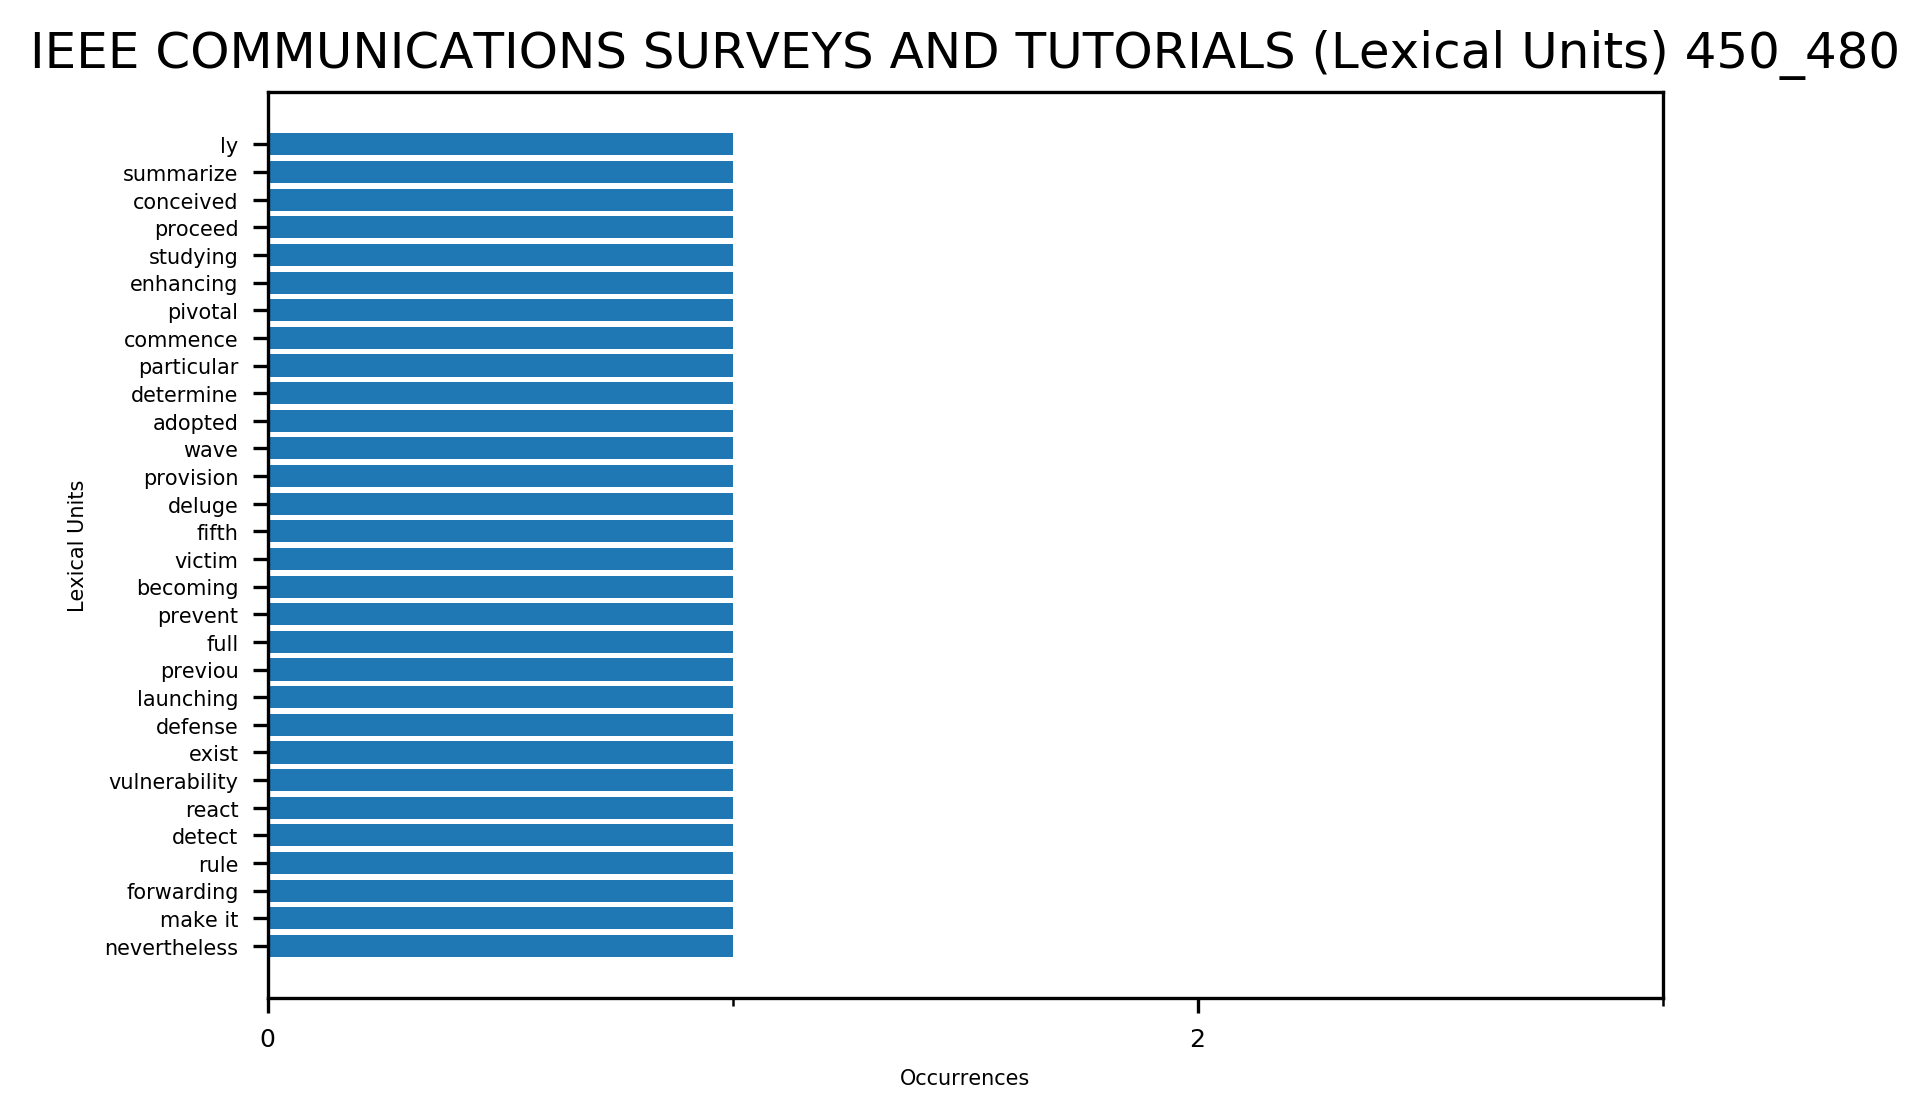 IEEE COMMUNICATIONS SURVEYS AND TUTORIALS (Lexical Units) 450_480
ly
summarize
conceived
proceed
studying
enhancing
pivotal
commence
particular
determine
adopted
wave
provision
deluge
fifth
victim
becoming
prevent
full
previou
launching
defense
exist
vulnerability
react
detect
rule
forwarding
make it
nevertheless
Lexical Units
0
2
Occurrences